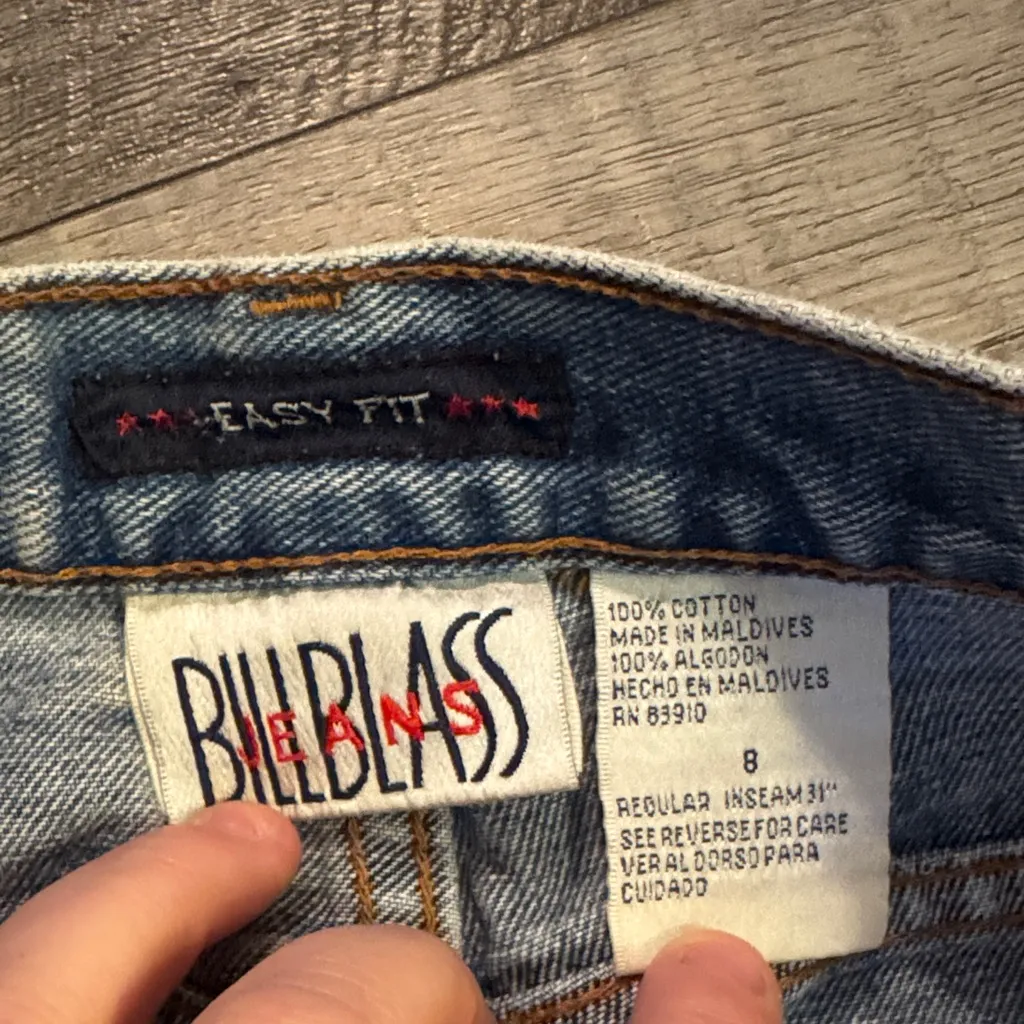 EASY FIT
BILL BLASS
JEANS
100% COTTON
MADE IN MALDIVES
100% ALGODON
HECHO EN MALDIVES
RN 83910
8
REGULAR INSEAM 31"
SEE REVERSE FOR CARE
VER AL DORSO PARA
CUIDADO